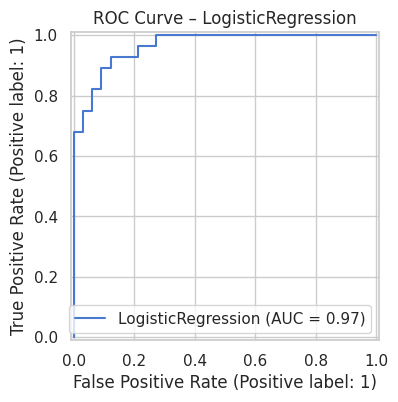 ROC Curve – LogisticRegression
True Positive Rate (Positive label: 1)
1.0
0.8
0.6
0.4
0.2
0.0
LogisticRegression (AUC = 0.97)
0.0 0.2 0.4 0.6 0.8 1.0
False Positive Rate (Positive label: 1)